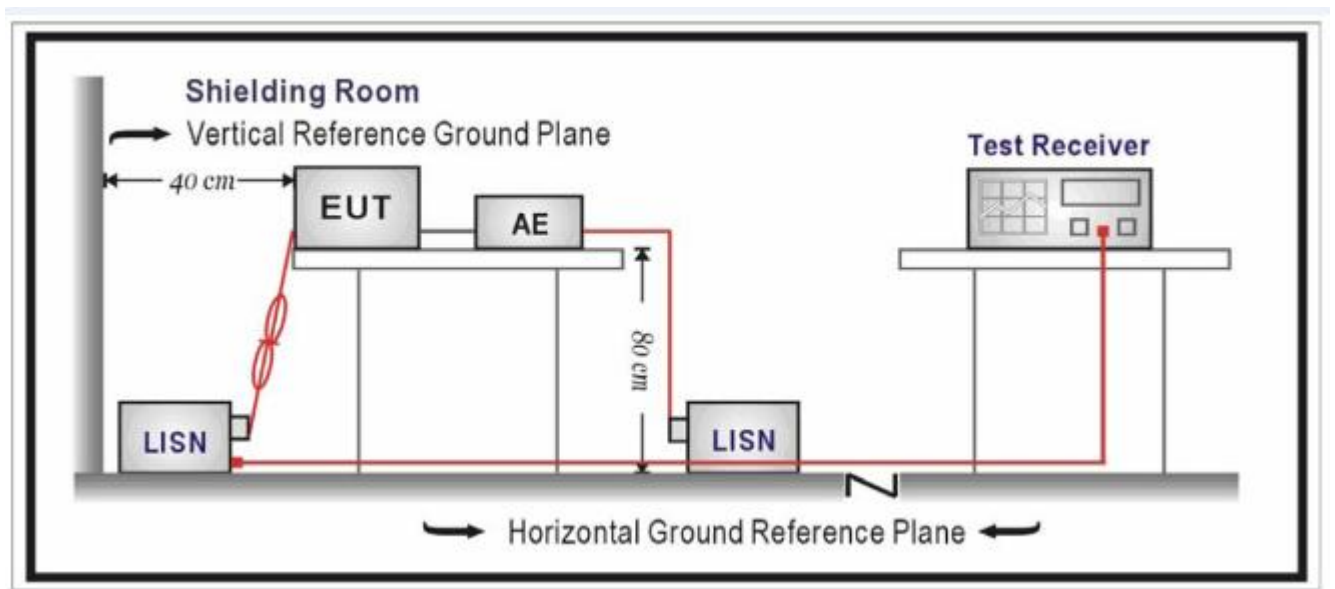 Shielding Room
Vertical Reference Ground Plane
Test Receiver
40 cm
EUT
AE
80 cm
LISN
LISN
Horizontal Ground Reference Plane